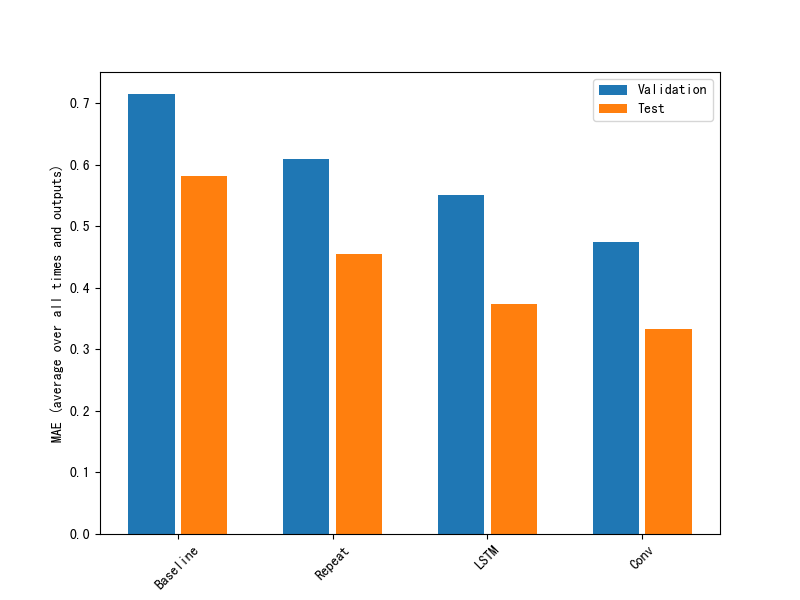 Validation
Test
MAE (average over all times and outputs)
0.7
0.6
0.5
0.4
0.3
0.2
0.1
0.0
Baseline
Repeat
LSTM
Conv